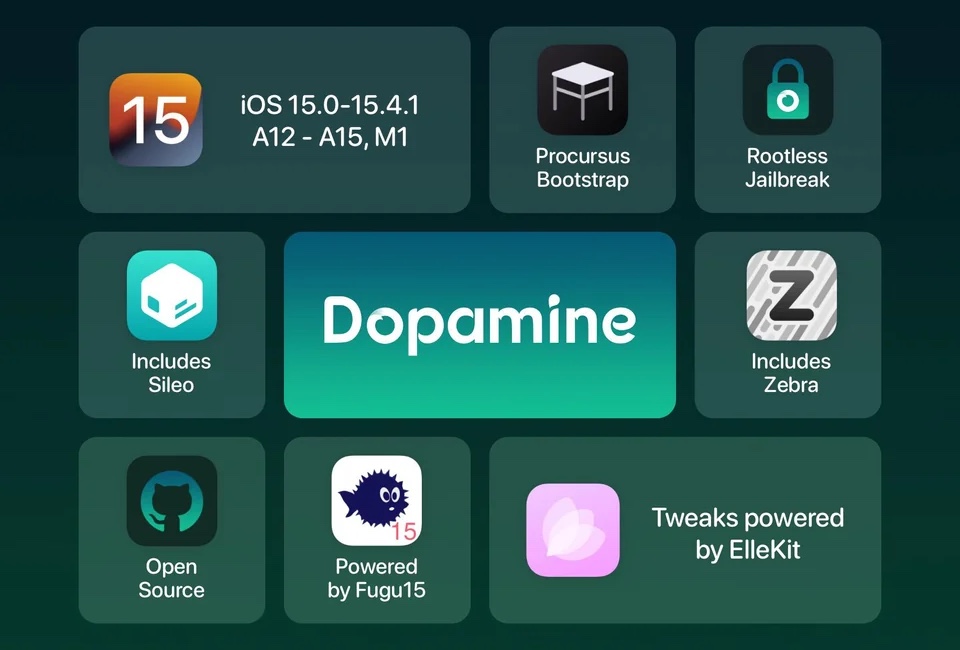 15
iOS 15.0-15.4.1
A12 - A15, M1
Procursus
Bootstrap
Rootless
Jailbreak
Includes
Sileo
Dopamine
Z
Includes
Zebra
Open
Source
15
Powered
by Fugu15
Tweaks powered
by ElleKit